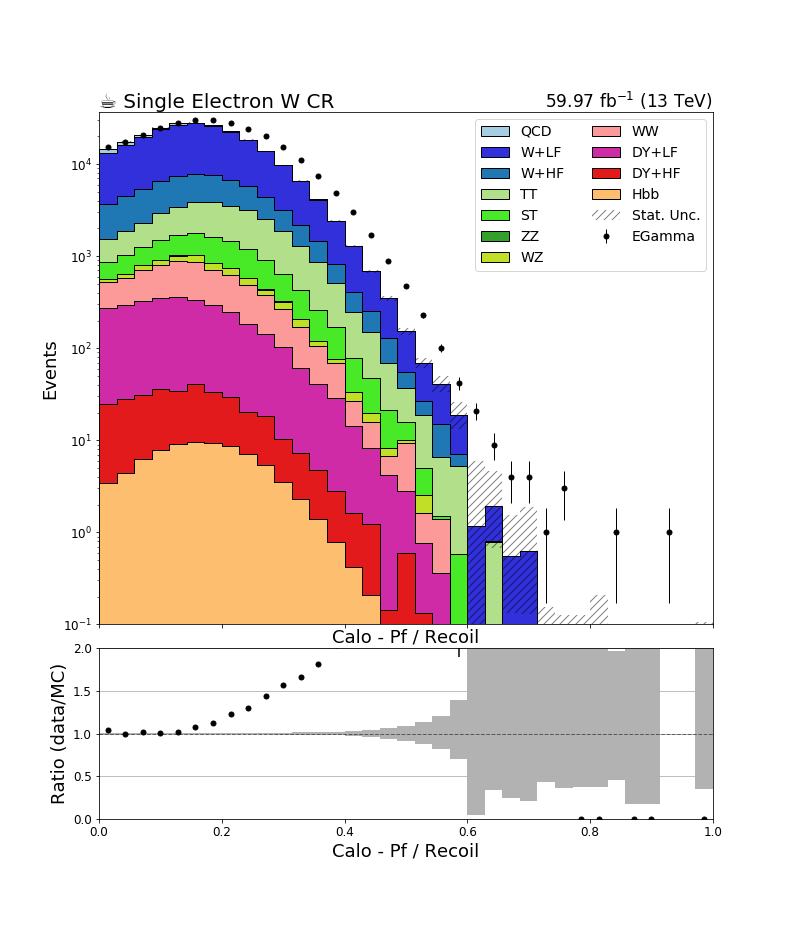 ☕ Single Electron W CR 59.97 fb⁻¹ (13 TeV)
QCD WW
W+LF DY+LF
W+HF DY+HF
TT Hbb
ST Stat. Unc.
ZZ EGamma
WZ
Events
10⁴
10³
10²
10¹
10⁰
10⁻¹
Calo - Pf / Recoil
Ratio (data/MC)
2.0
1.5
1.0
0.5
0.0
0.0 0.2 0.4 0.6 0.8 1.0
Calo - Pf / Recoil